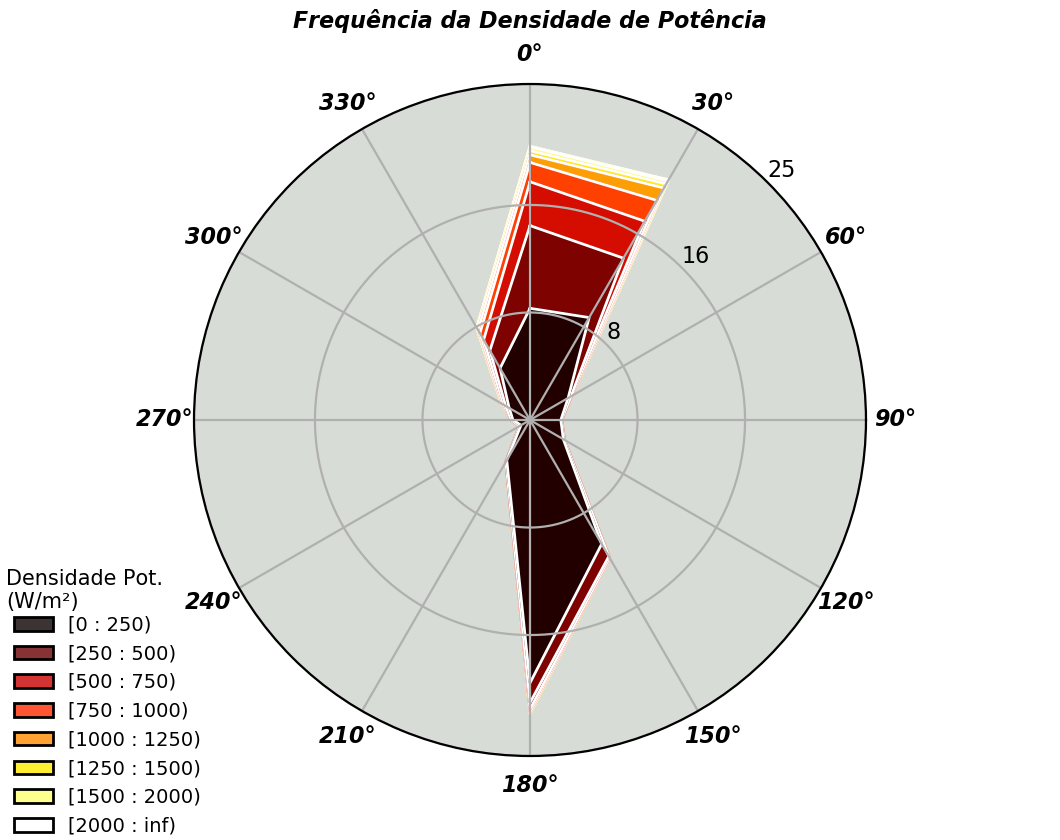 Frequência da Densidade de Potência
0°
330°
30°
25
300°
60°
16
8
270°
90°
240°
120°
210°
150°
180°
Densidade Pot.
(W/m²)
[0 : 250)
[250 : 500)
[500 : 750)
[750 : 1000)
[1000 : 1250)
[1250 : 1500)
[1500 : 2000)
[2000 : inf)